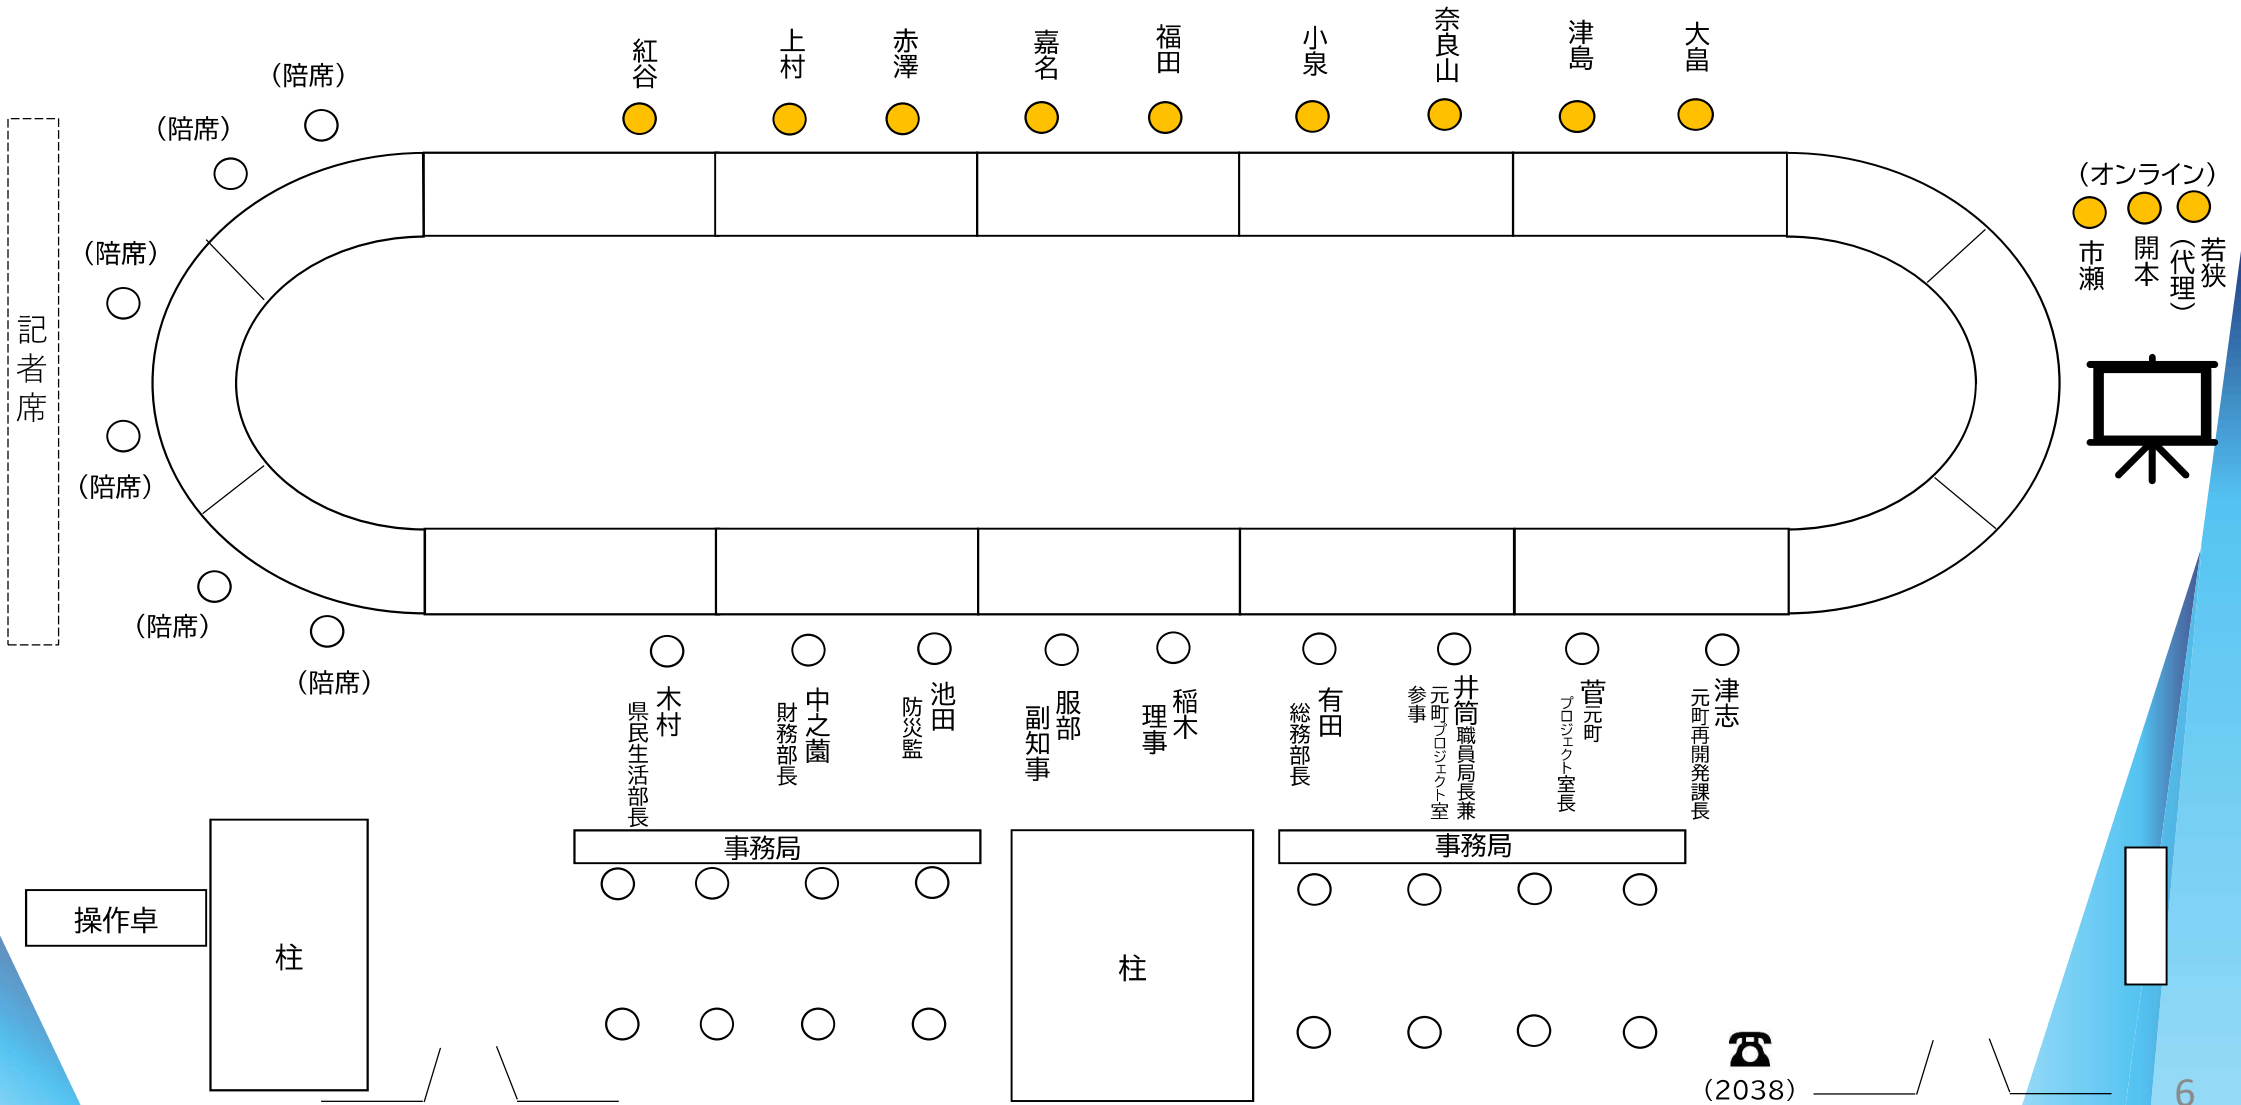 紅谷
上村
赤澤
嘉名
福田
小泉
奈良山
津島
大畠
（陪席）
（陪席）
（陪席）
（陪席）
（陪席）
（陪席）
記者席
（オンライン）
市瀬
開本
若狭
（代理）
木村
県民生活部長
中之薗
財務部長
池田
防災監
服部
副知事
稲木
理事
有田
総務部長
井筒職員局長兼
元町プロジェクト室
参事
菅元町
プロジェクト室長
津志
元町再開発課長
事務局
事務局
操作卓
柱
柱
（2038）
6